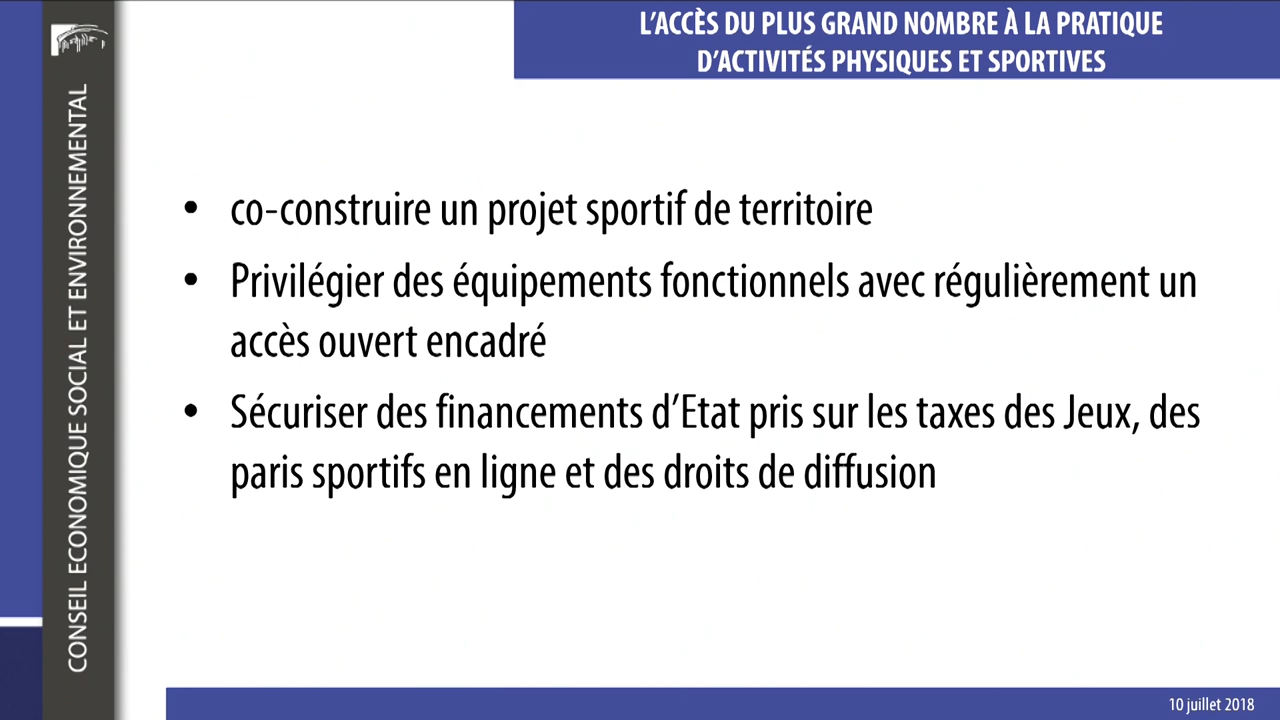 L'ACCÈS DU PLUS GRAND NOMBRE À LA PRATIQUE
D'ACTIVITÉS PHYSIQUES ET SPORTIVES
CONSEIL ECONOMIQUE SOCIAL ET ENVIRONNEMENTAL
• co-construire un projet sportif de territoire
• Privilégier des équipements fonctionnels avec régulièrement un
accès ouvert encadré
• Sécuriser des financements d'Etat pris sur les taxes des Jeux, des
paris sportifs en ligne et des droits de diffusion
10 juillet 2018